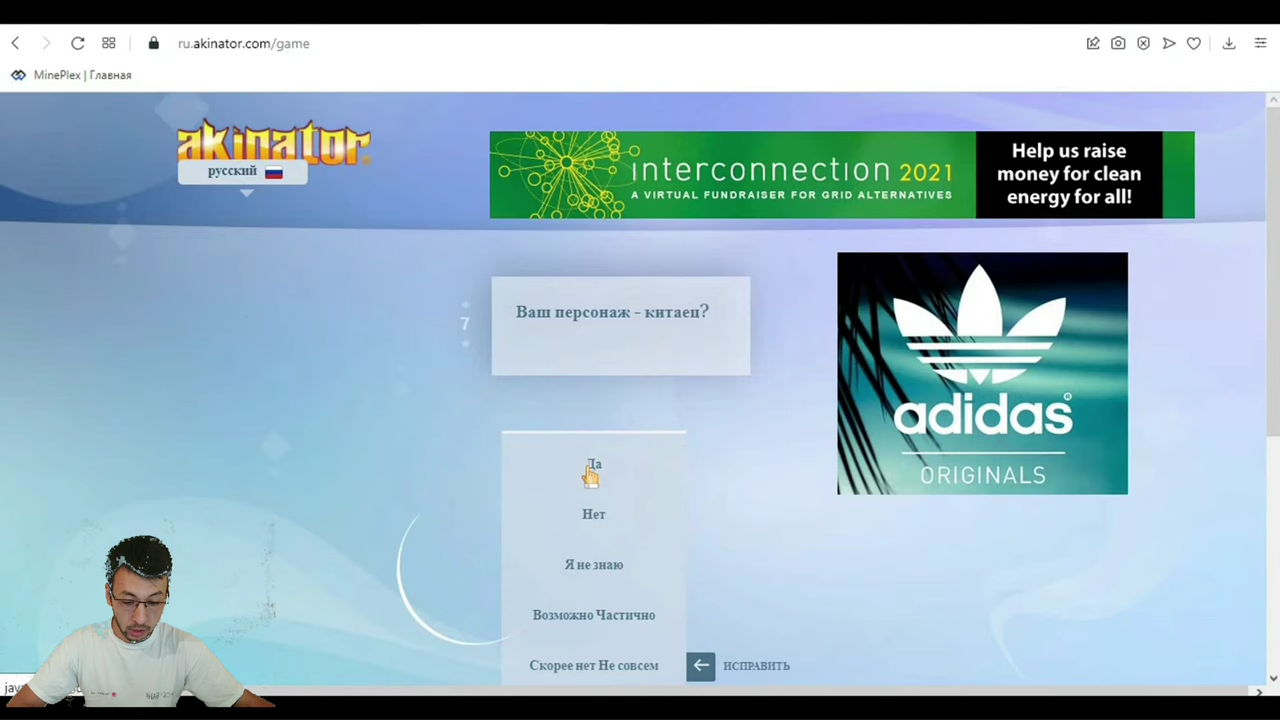 ru.akinator.com/game
MinePlex | Главная
akinator
русский
interconnection 2021
A VIRTUAL FUNDRAISER FOR GRID ALTERNATIVES
Help us raise
money for clean
energy for all!
7
Ваш персонаж - китаец?
adidas®
ORIGINALS
Да
Нет
Я не знаю
Возможно Частично
Скорее нет Не совсем
ИСПРАВИТЬ